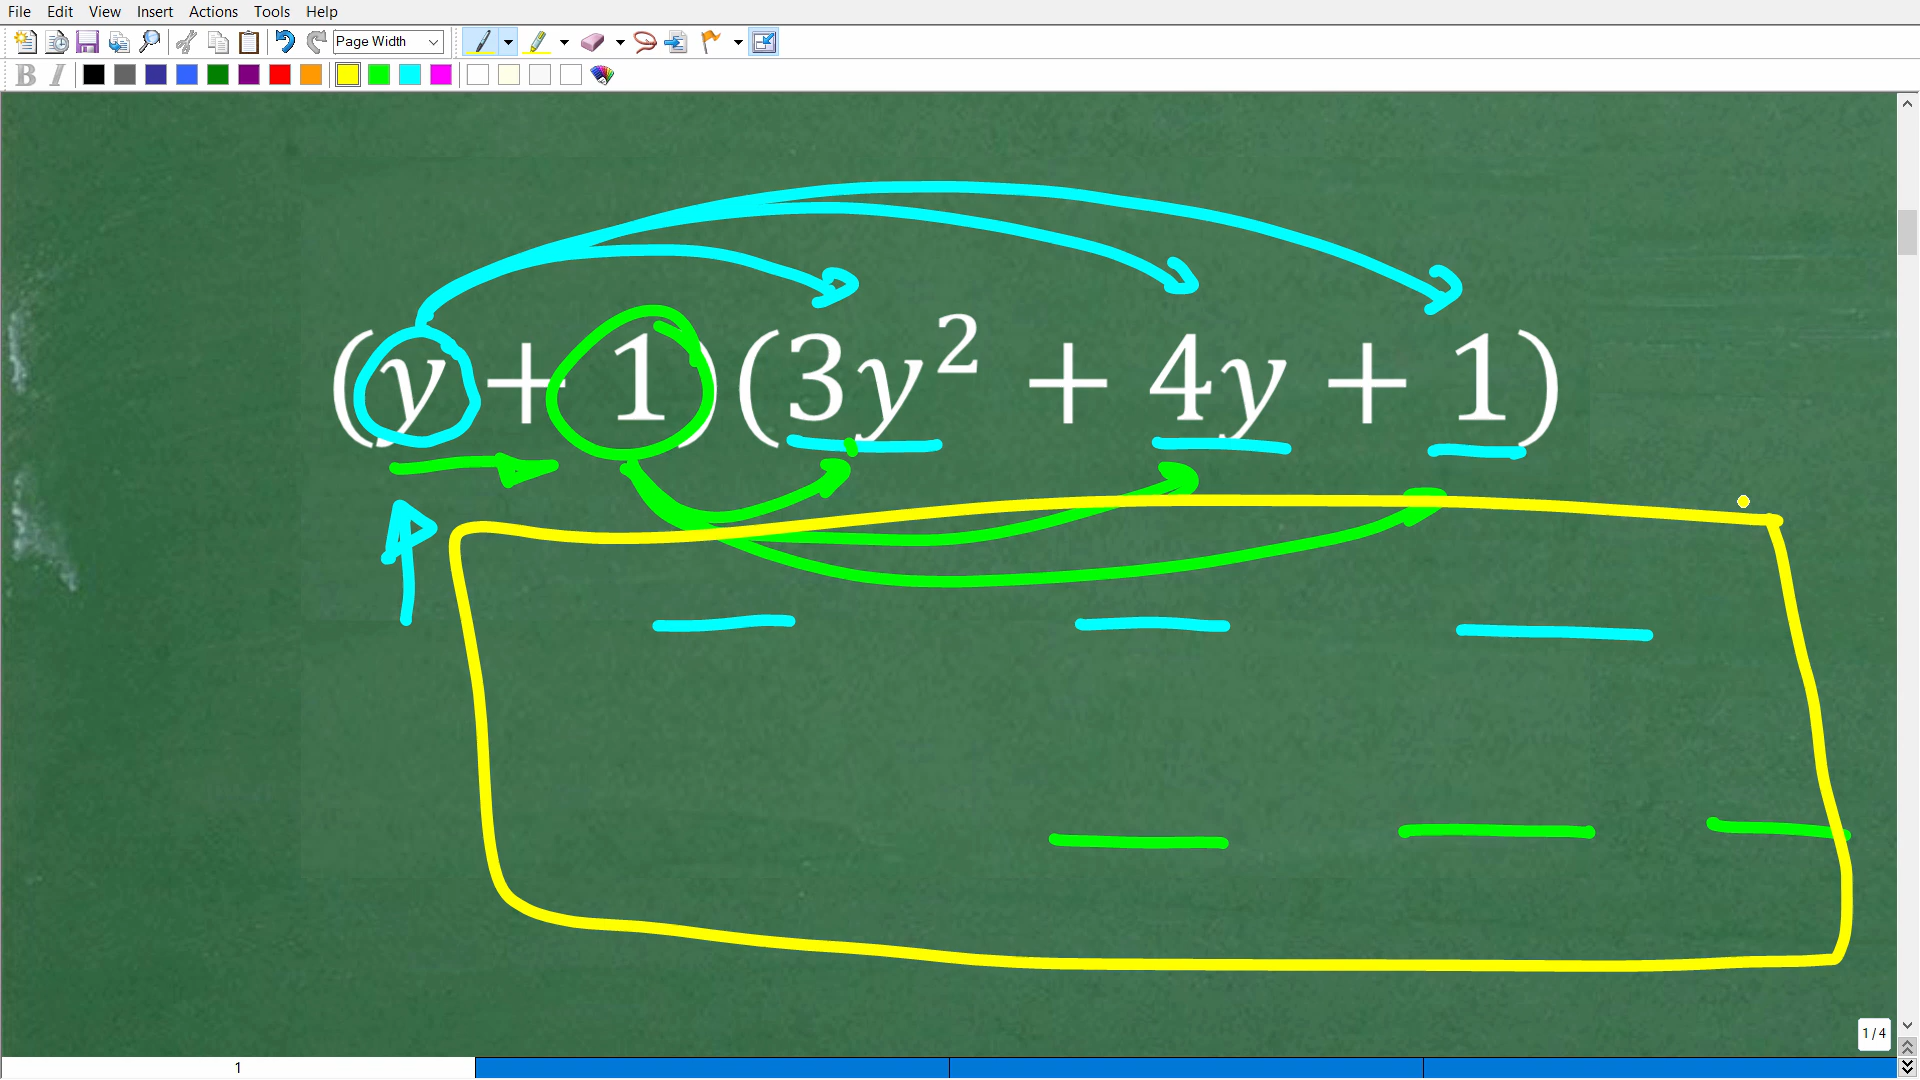 File Edit View Insert Actions Tools Help
Page Width
B I
(y + 1)(3y² + 4y + 1)
1 / 4
1